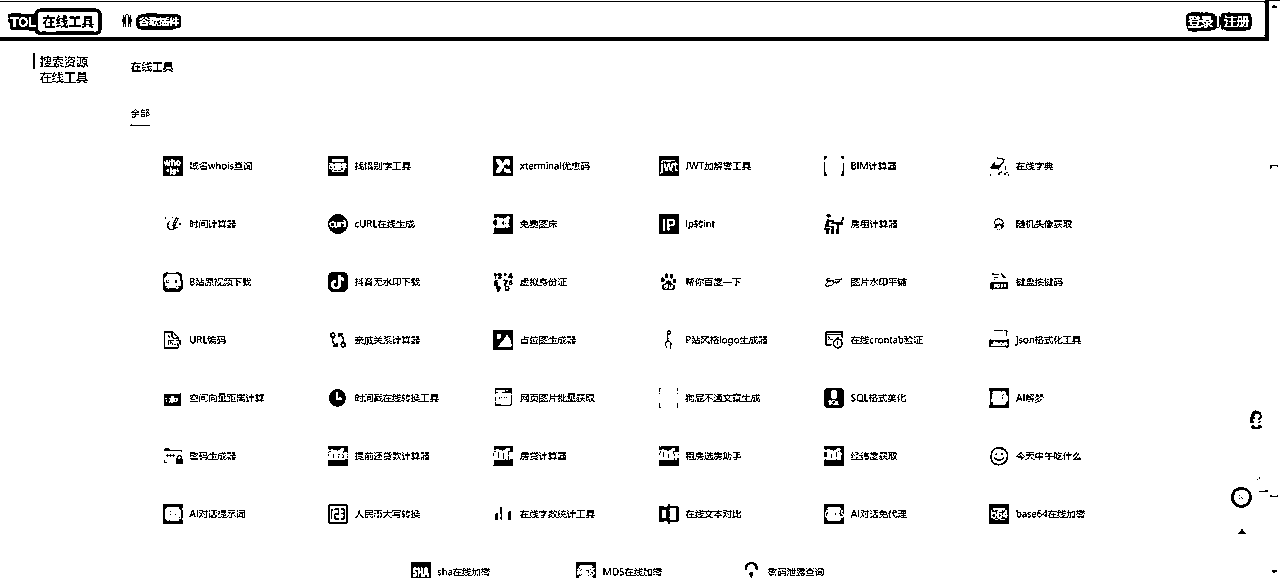 TOL 在线工具 谷歌插件 登录 注册
搜索资源
在线工具
在线工具
全部
域名whois查询 找错别字工具 xterminal优惠码 JWT加解密工具 BIM计算器 在线字典
时间计算器 cURL在线生成 免费图床 Ip转int 房租计算器 随机头像获取
B站原视频下载 抖音无水印下载 虚拟身份证 帮你百度一下 图片水印平铺 键盘按键码
URL编码 亲戚关系计算器 占位图生成器 P站风格logo生成器 在线crontab验证 Json格式化工具
空间向量距离计算 时间戳在线转换工具 网页图片批量获取 狗屁不通文章生成 SQL格式美化 AI解梦
密码生成器 提前还贷款计算器 房贷计算器 租房选房助手 经纬度获取 今天中午吃什么
AI对话提示词 人民币大写转换 在线字数统计工具 在线文本对比 AI对话免代理 base64在线加密
sha在线加密 MD5在线加密 密码泄露查询